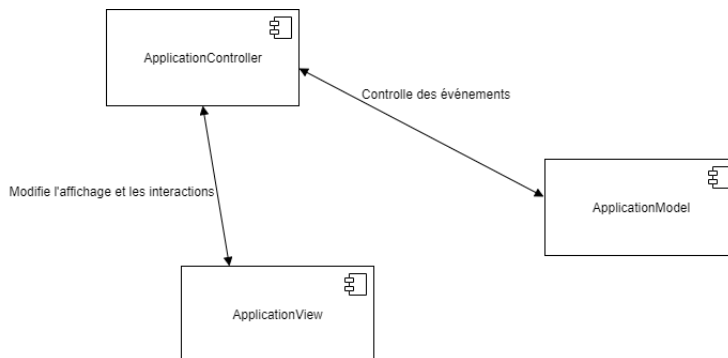 ApplicationController
Controlle des événements
Modifie l'affichage et les interactions
ApplicationModel
ApplicationView